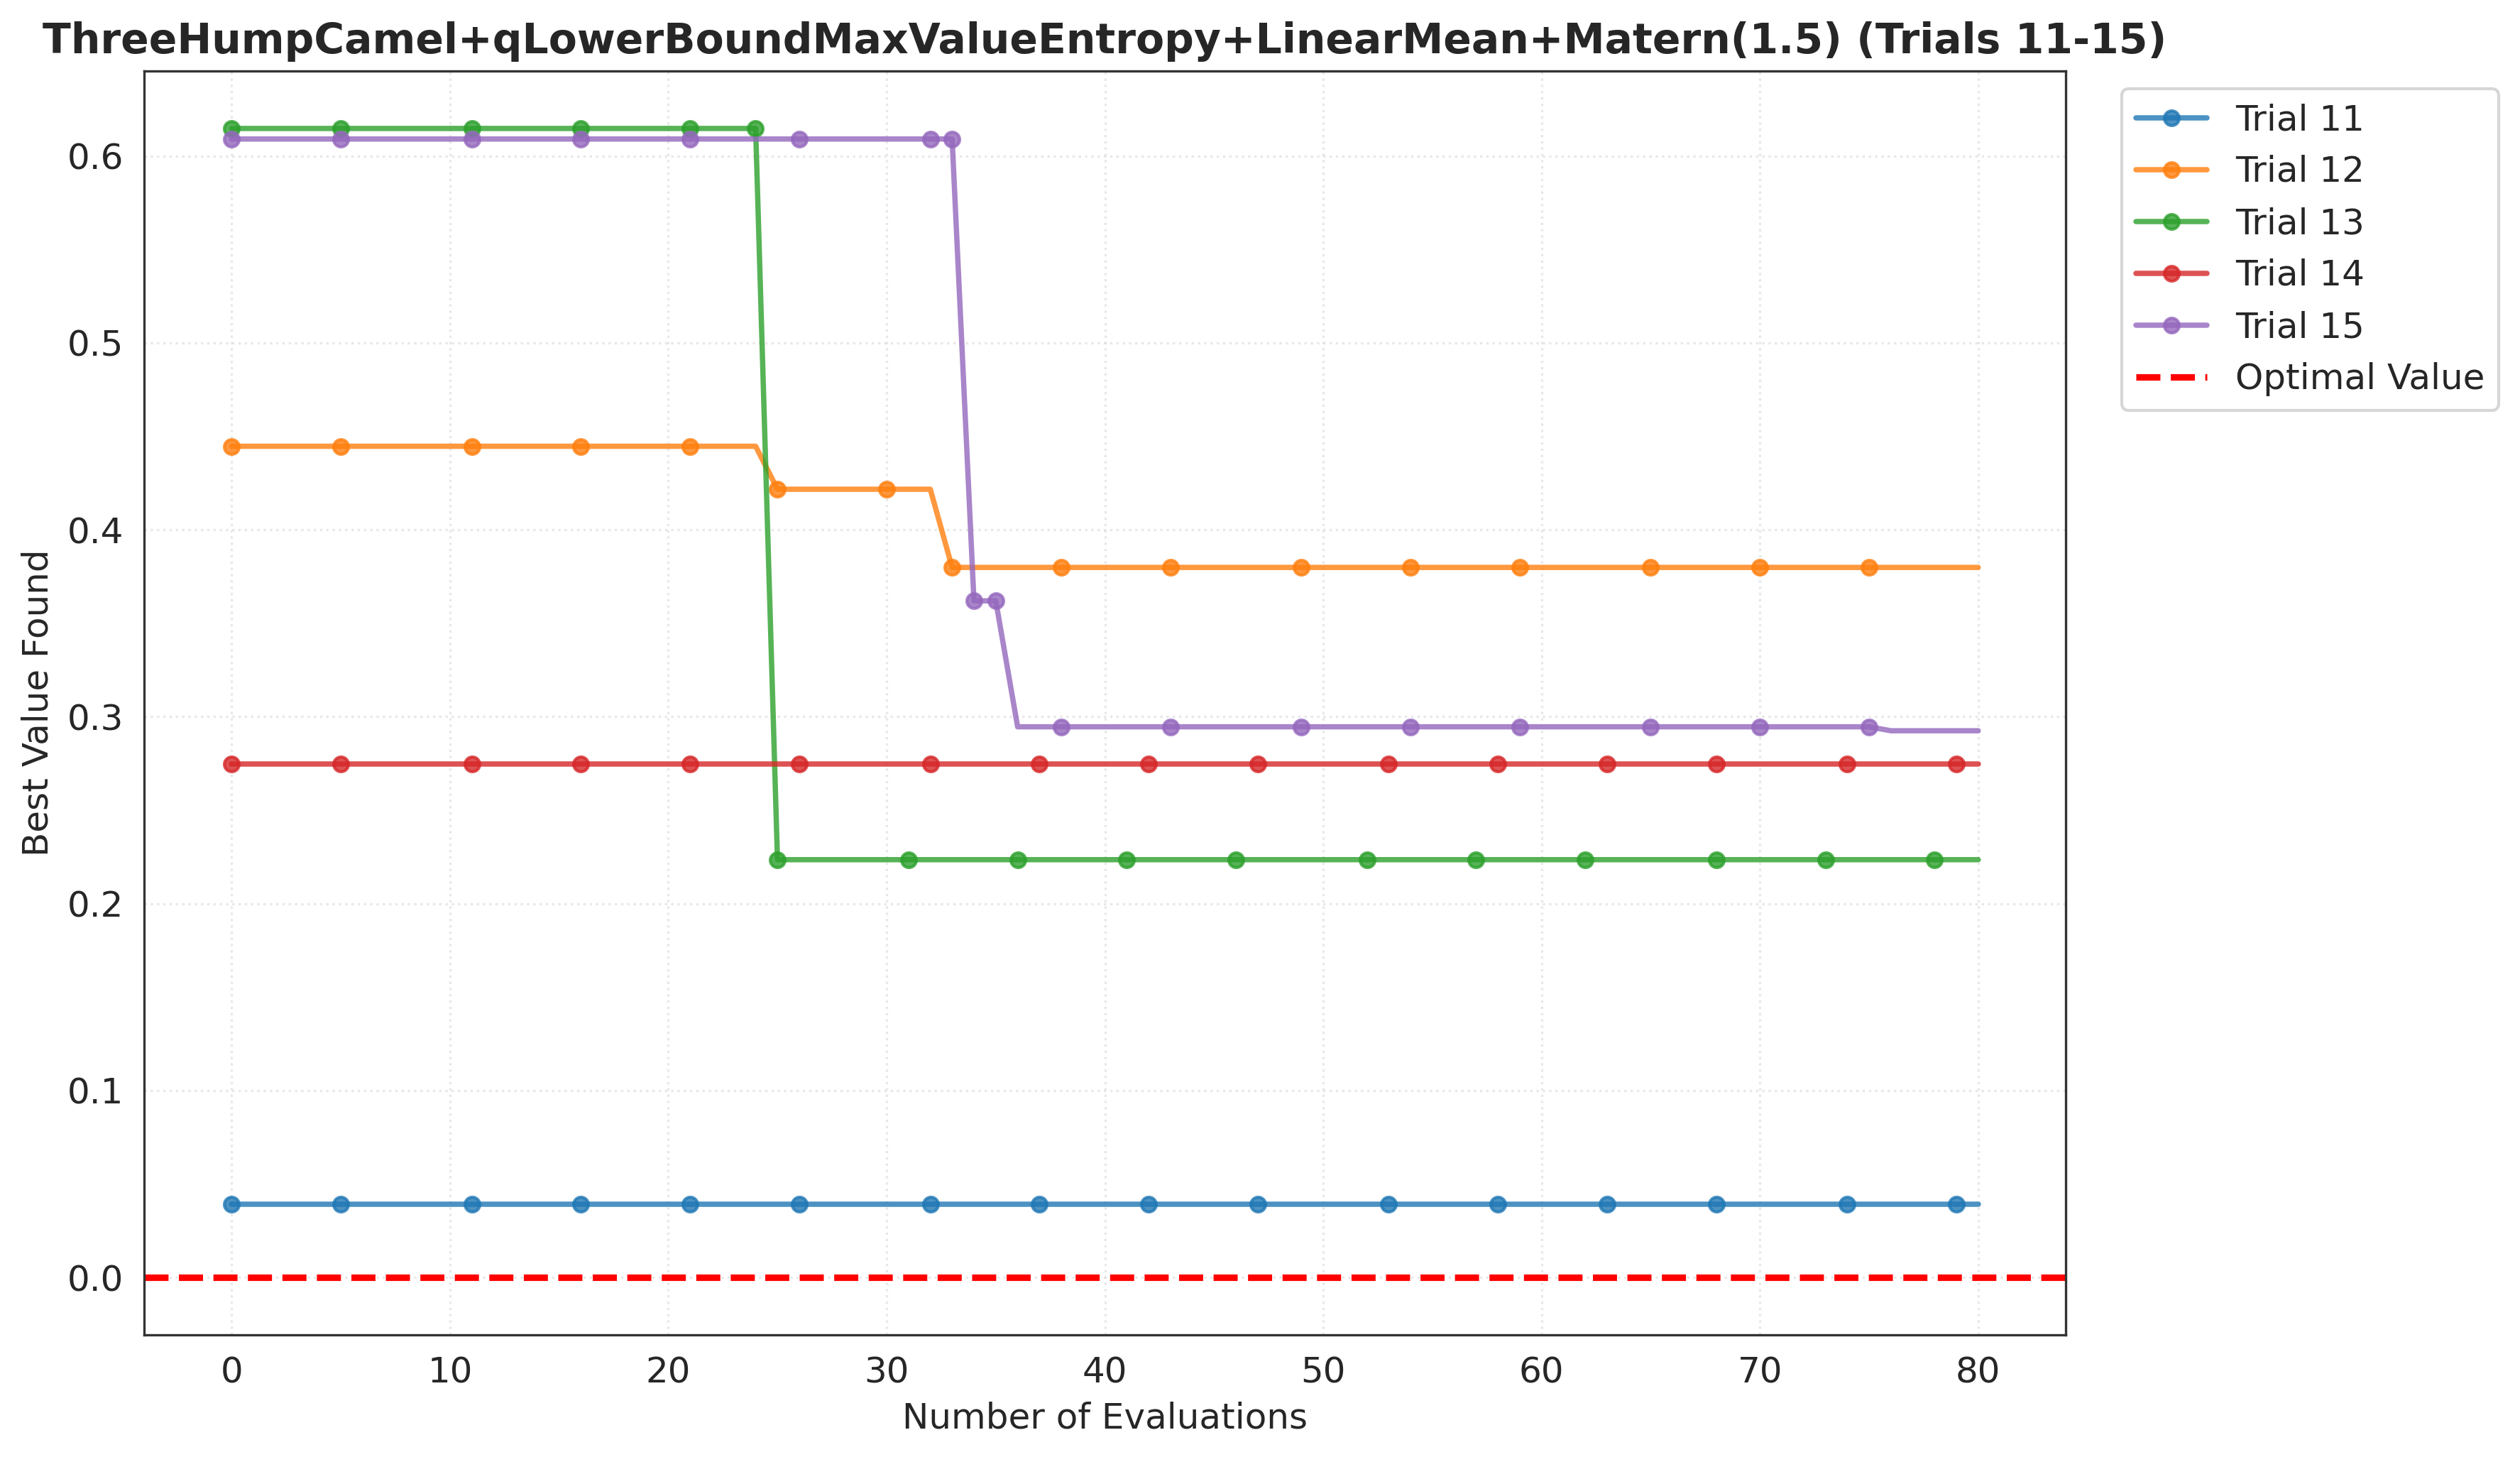 ThreeHumpCamel+qLowerBoundMaxValueEntropy+LinearMean+Matern(1.5) (Trials 11-15)
Best Value Found
0.6
0.5
0.4
0.3
0.2
0.1
0.0
0 10 20 30 40 50 60 70 80
Number of Evaluations
Trial 11
Trial 12
Trial 13
Trial 14
Trial 15
Optimal Value